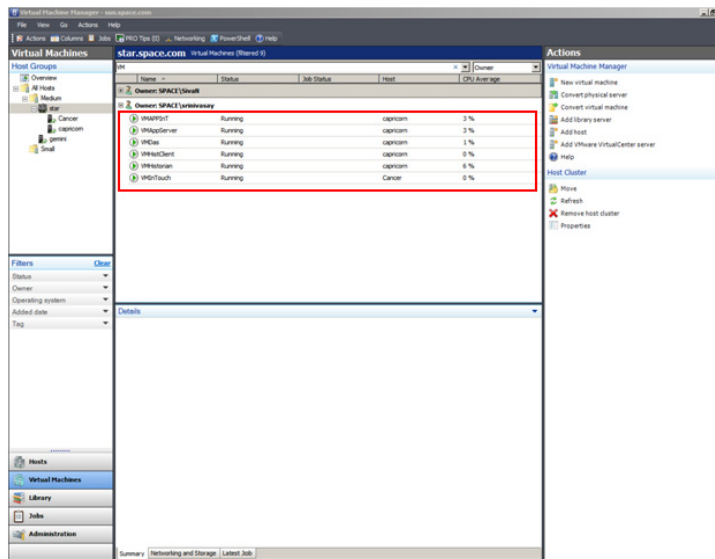 Virtual Machine Manager - sun.space.com
File View Go Actions Help
Actions Columns Jobs PRO Tips (0) Networking PowerShell Help
Virtual Machines
Host Groups
Overview
All Hosts
Medium
star
Cancer
capricorn
gemini
Small
Filters Clear
Status
Owner
Operating system
Added date
Tag
Hosts
Virtual Machines
Library
Jobs
Administration
star.space.com Virtual Machines (filtered 9)
VM Owner
Name Status Job Status Host CPU Average
Owner: SPACE\SivaN
Owner: SPACE\srinivasay
VMAPPInT Running capricorn 3 %
VMAppServer Running capricorn 3 %
VMDas Running capricorn 1 %
VMHistClient Running capricorn 0 %
VMHistorian Running capricorn 6 %
VMInTouch Running Cancer 0 %
Details
Summary Networking and Storage Latest Job
Actions
Virtual Machine Manager
New virtual machine
Convert physical server
Convert virtual machine
Add library server
Add host
Add VMware VirtualCenter server
Help
Host Cluster
Move
Refresh
Remove host cluster
Properties